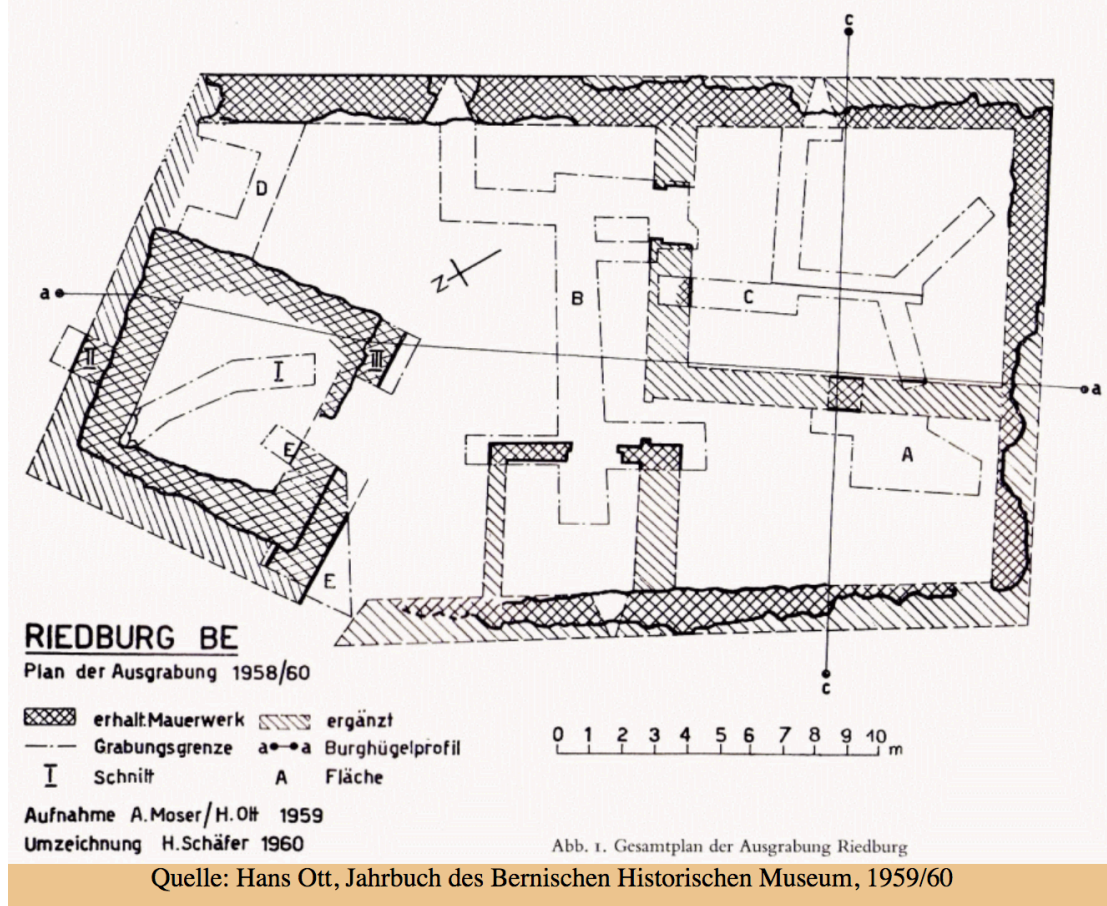 c
D
N
a
B
C
II
I
III
a
E
A
E
c
RIEDBURG BE
Plan der Ausgrabung 1958/60
erhalt.Mauerwerk ergänzt
Grabungsgrenze a a Burghügelprofil
I Schnitt A Fläche
0 1 2 3 4 5 6 7 8 9 10 m
Aufnahme A.Moser/H.Ott 1959
Umzeichnung H.Schäfer 1960
Abb. 1. Gesamtplan der Ausgrabung Riedburg
Quelle: Hans Ott, Jahrbuch des Bernischen Historischen Museum, 1959/60